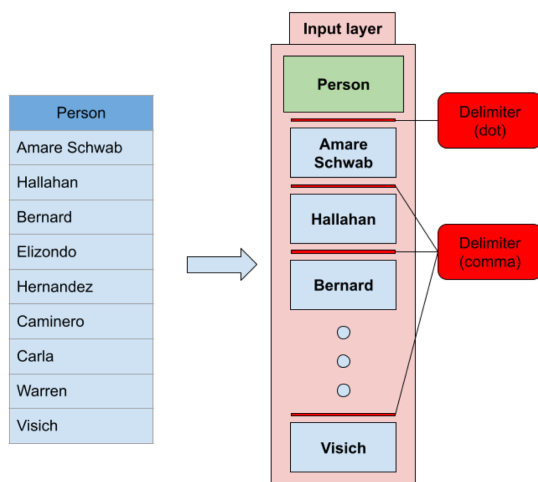 Person
Amare Schwab
Hallahan
Bernard
Elizondo
Hernandez
Caminero
Carla
Warren
Visich
Input layer
Person
Amare
Schwab
Hallahan
Bernard
Visich
Delimiter
(dot)
Delimiter
(comma)